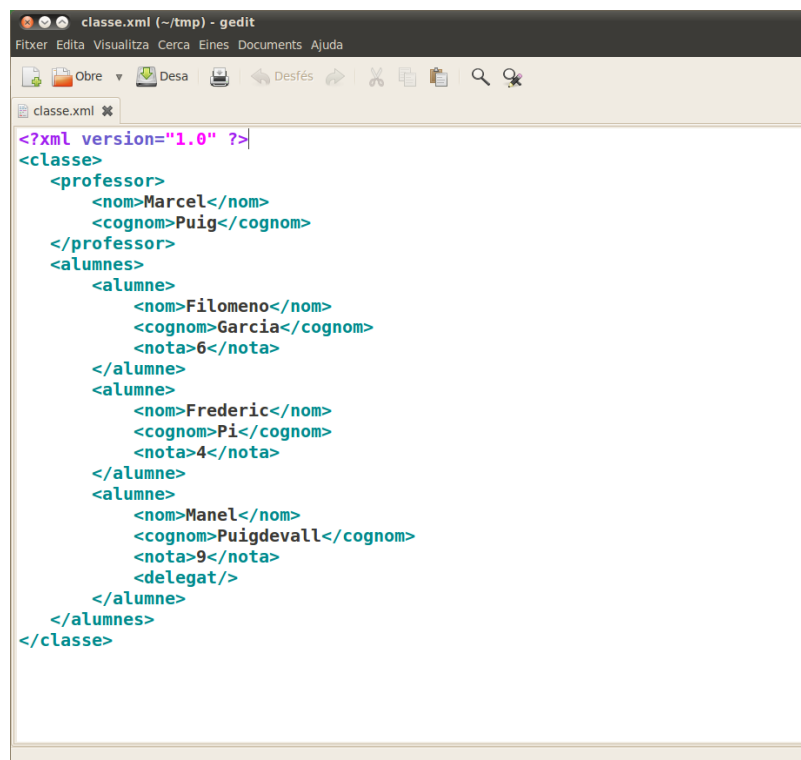 classe.xml (~/tmp) - gedit
Fitxer Edita Visualitza Cerca Eines Documents Ajuda
Obre Desa Desfés
classe.xml
<?xml version="1.0" ?>
<classe>
   <professor>
       <nom>Marcel</nom>
       <cognom>Puig</cognom>
   </professor>
   <alumnes>
       <alumne>
           <nom>Filomeno</nom>
           <cognom>Garcia</cognom>
           <nota>6</nota>
       </alumne>
       <alumne>
           <nom>Frederic</nom>
           <cognom>Pi</cognom>
           <nota>4</nota>
       </alumne>
       <alumne>
           <nom>Manel</nom>
           <cognom>Puigdevall</cognom>
           <nota>9</nota>
           <delegat/>
       </alumne>
   </alumnes>
</classe>